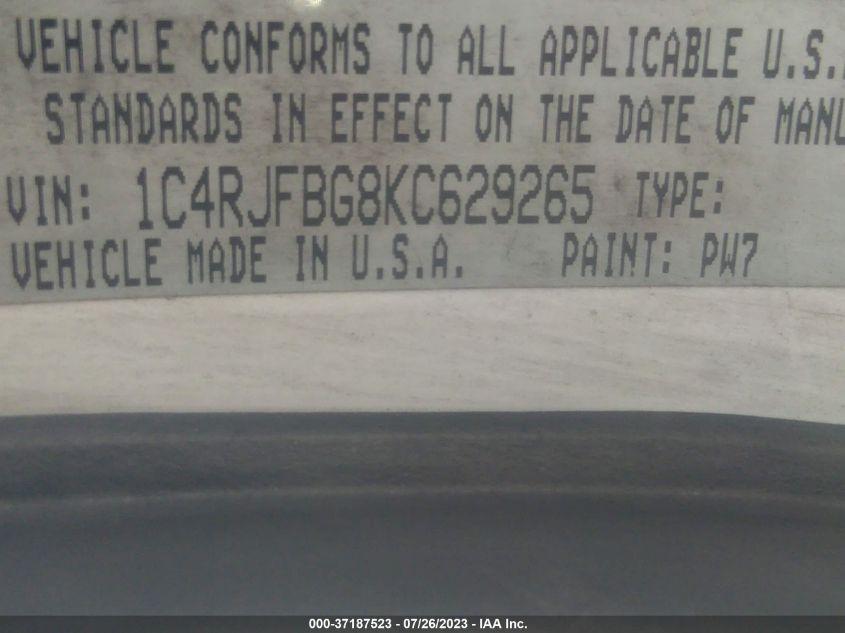 VEHICLE CONFORMS TO ALL APPLICABLE U.S.
STANDARDS IN EFFECT ON THE DATE OF MANU
VIN: 1C4RJFBG8KC629265 TYPE:
VEHICLE MADE IN U.S.A. PAINT: PW7
000-37187523 - 07/26/2023 - IAA Inc.